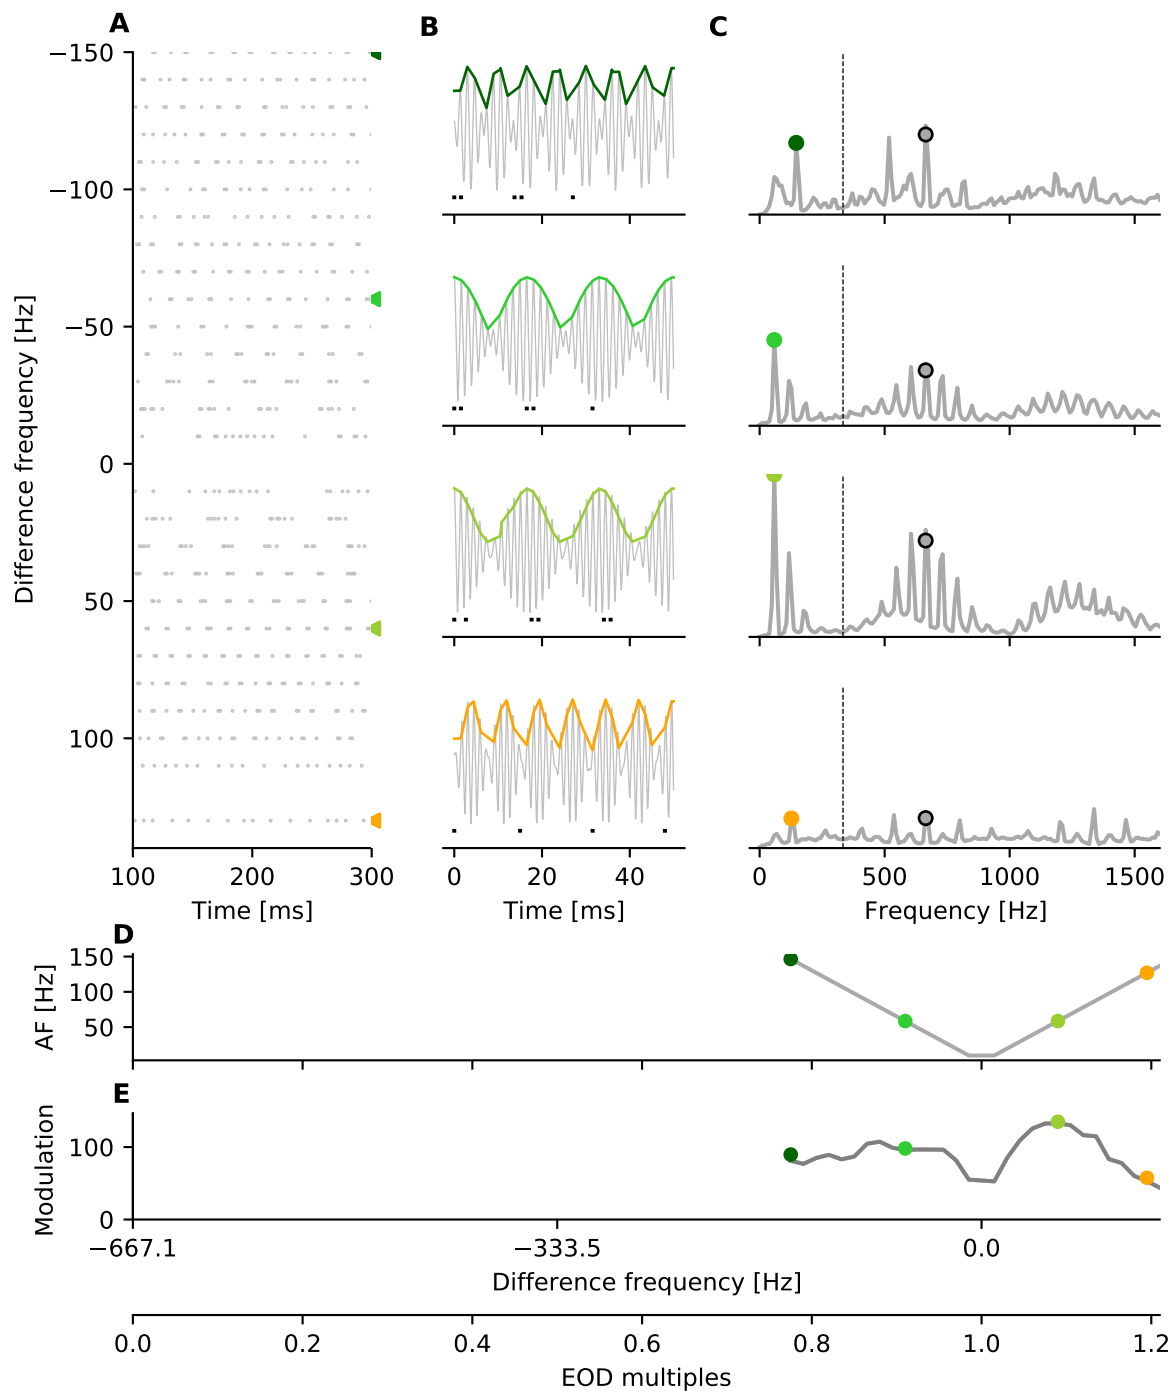 A
B
C
−150
−100
−50
0
50
100
Difference frequency [Hz]
100
200
300
Time [ms]
0
20
40
Time [ms]
0
500
1000
1500
Frequency [Hz]
D
150
100
50
AF [Hz]
E
100
0
Modulation
−667.1
−333.5
0.0
Difference frequency [Hz]
0.0
0.2
0.4
0.6
0.8
1.0
1.2
EOD multiples